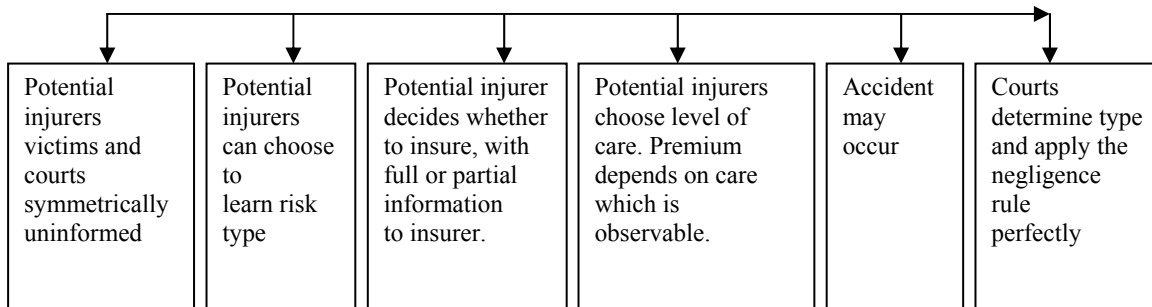 Potential
injurers
victims and
courts
symmetrically
uninformed
Potential
injurers
can choose
to
learn risk
type
Potential injurer
decides whether
to insure, with
full or partial
information
to insurer.
Potential injurers
choose level of
care. Premium
depends on care
which is
observable.
Accident
may
occur
Courts
determine type
and apply the
negligence
rule
perfectly